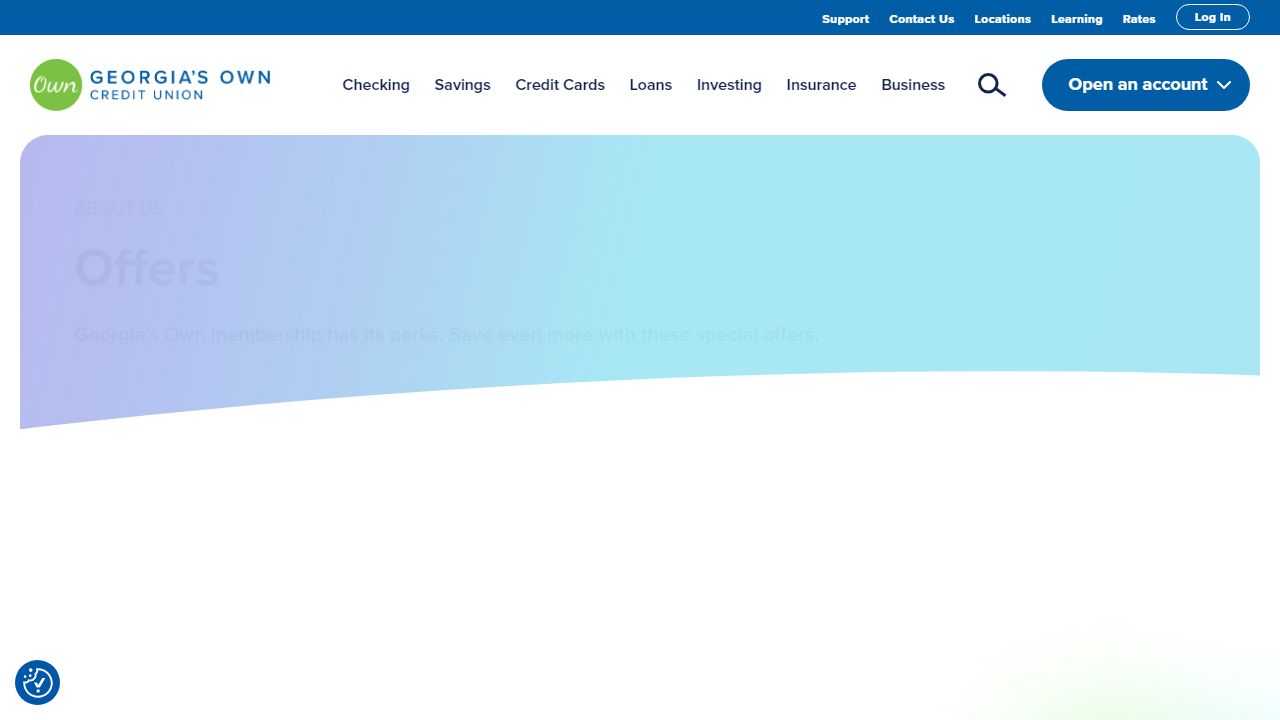 Support Contact Us Locations Learning Rates Log In
Own GEORGIA'S OWN
CREDIT UNION
Checking Savings Credit Cards Loans Investing Insurance Business Open an account
ABOUT US
Offers
Georgia's Own membership has its perks. Save even more with these special offers.